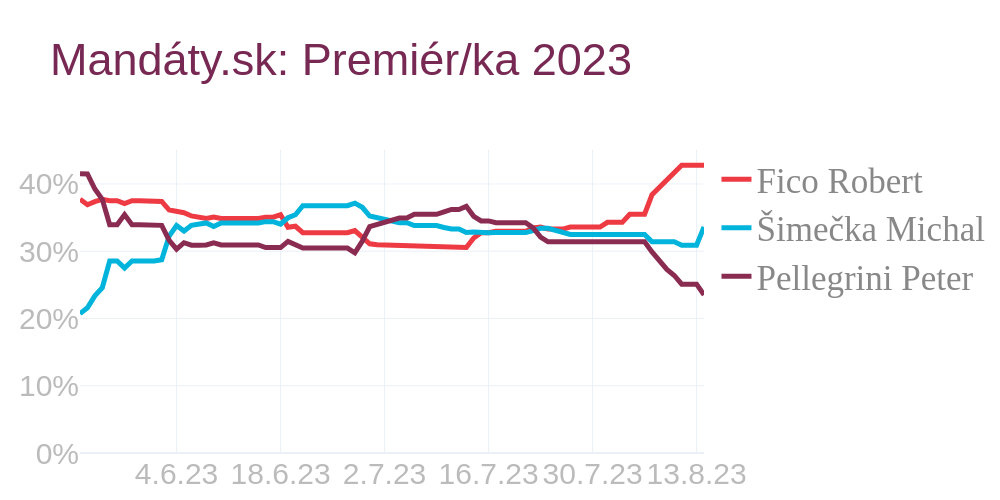 Mandáty.sk: Premiér/ka 2023
40%
30%
20%
10%
0%
4.6.23 18.6.23 2.7.23 16.7.23 30.7.23 13.8.23
Fico Robert
Šimečka Michal
Pellegrini Peter